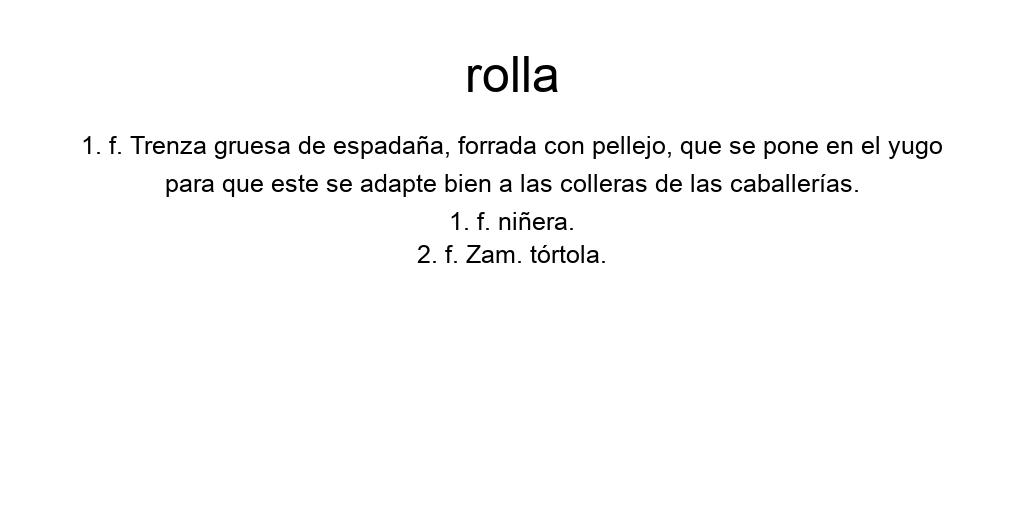 rolla
1. f. Trenza gruesa de espadaña, forrada con pellejo, que se pone en el yugo
para que este se adapte bien a las colleras de las caballerías.
1. f. niñera.
2. f. Zam. tórtola.